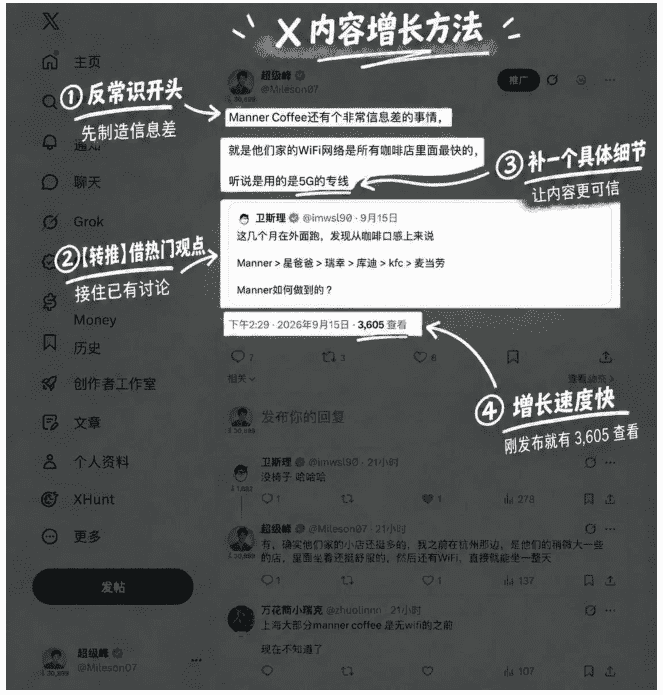 X 内容增长方法
主页
超级峰
@Mileson07
推广
① 反常识开头
先制造信息差
Manner Coffee还有个非常信息差的事情,
就是他们家的WiFi网络是所有咖啡店里面最快的,
听说是用的是5G的专线
③ 补一个具体细节
让内容更可信
通知
聊天
Grok
卫斯理 @imwsl90 · 9月15日
这几个月在外面跑，发现从咖啡口感上来说
Manner > 星爸爸 > 瑞幸 > 库迪 > kfc > 麦当劳
Manner如何做到的？
②【转推】借热门观点
接住已有讨论
Money
历史
下午2:29 · 2026年9月15日 · 3,605 查看
7
3
6
相关
查看动态
创作者工作室
④ 增长速度快
刚发布就有 3,605 查看
文章
发布你的回复
个人资料
卫斯理 @imwsl90 · 21小时
没椅子 哈哈哈
1
1
278
XHunt
更多
超级峰 @Mileson07 · 21小时
有，确实他们家的小店还挺多的，我之前在杭州那边，是他们的稍微大一些
的店，里面坐着还挺舒服的，然后还有WiFi，直接就能坐一整天
1
1
137
发帖
万花筒小瑞克 @zhuolinnn · 21小时
上海大部分manner coffee 是无wifi的之前
现在不知道了
107
超级峰
@Mileson07